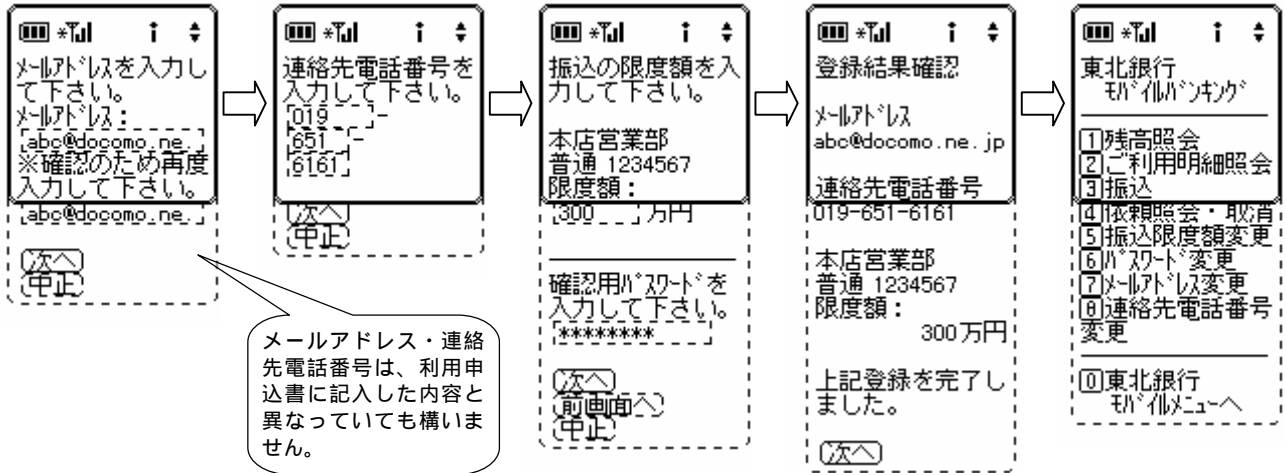 メールアドレスを入力し
て下さい。
メールアドレス:
abc@docomo.ne.
※確認のため再度
入力して下さい。
abc@docomo.ne.
次へ
中止
メールアドレス・連絡
先電話番号は、利用申
込書に記入した内容と
異なっていても構いま
せん。
連絡先電話番号を
入力して下さい。
019 -
651 -
6161
次へ
中止
振込の限度額を入
力して下さい。
本店営業部
普通 1234567
限度額:
300 万円
確認用パスワードを
入力して下さい。
********
次へ
前画面へ
中止
登録結果確認
メールアドレス
abc@docomo.ne.jp
連絡先電話番号
019-651-6161
本店営業部
普通 1234567
限度額:
300万円
上記登録を完了し
ました。
次へ
東北銀行
モバイルバンキング
1残高照会
2ご利用明細照会
3振込
4依頼照会・取消
5振込限度額変更
6パスワード変更
7メールアドレス変更
8連絡先電話番号
変更
0東北銀行
モバイルメニューへ